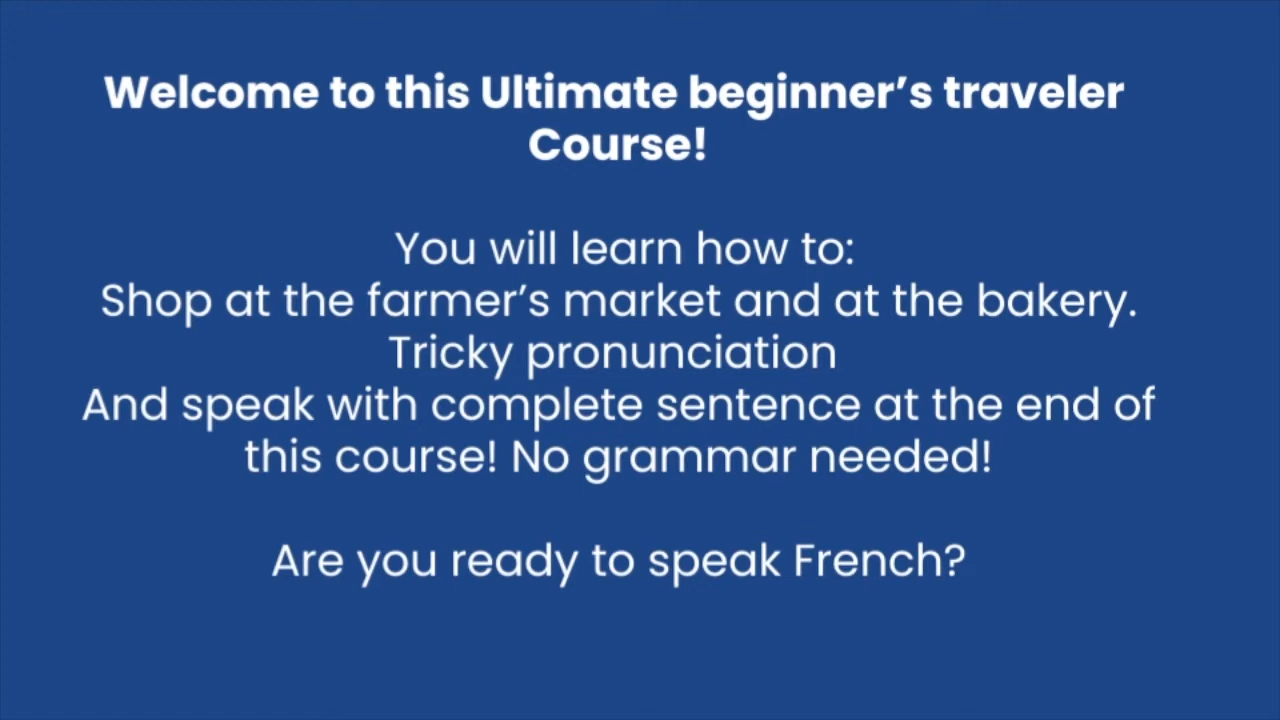 Welcome to this Ultimate beginner’s traveler
Course!
You will learn how to:
Shop at the farmer’s market and at the bakery.
Tricky pronunciation
And speak with complete sentence at the end of
this course! No grammar needed!
Are you ready to speak French?